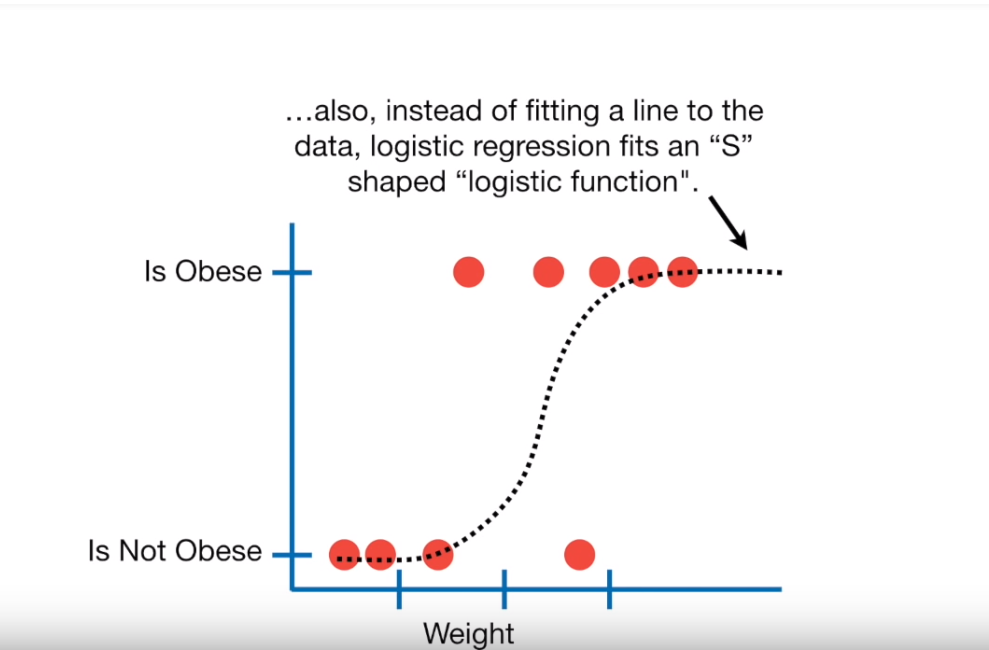 …also, instead of fitting a line to the
data, logistic regression fits an “S”
shaped “logistic function".
Is Obese
Is Not Obese
Weight